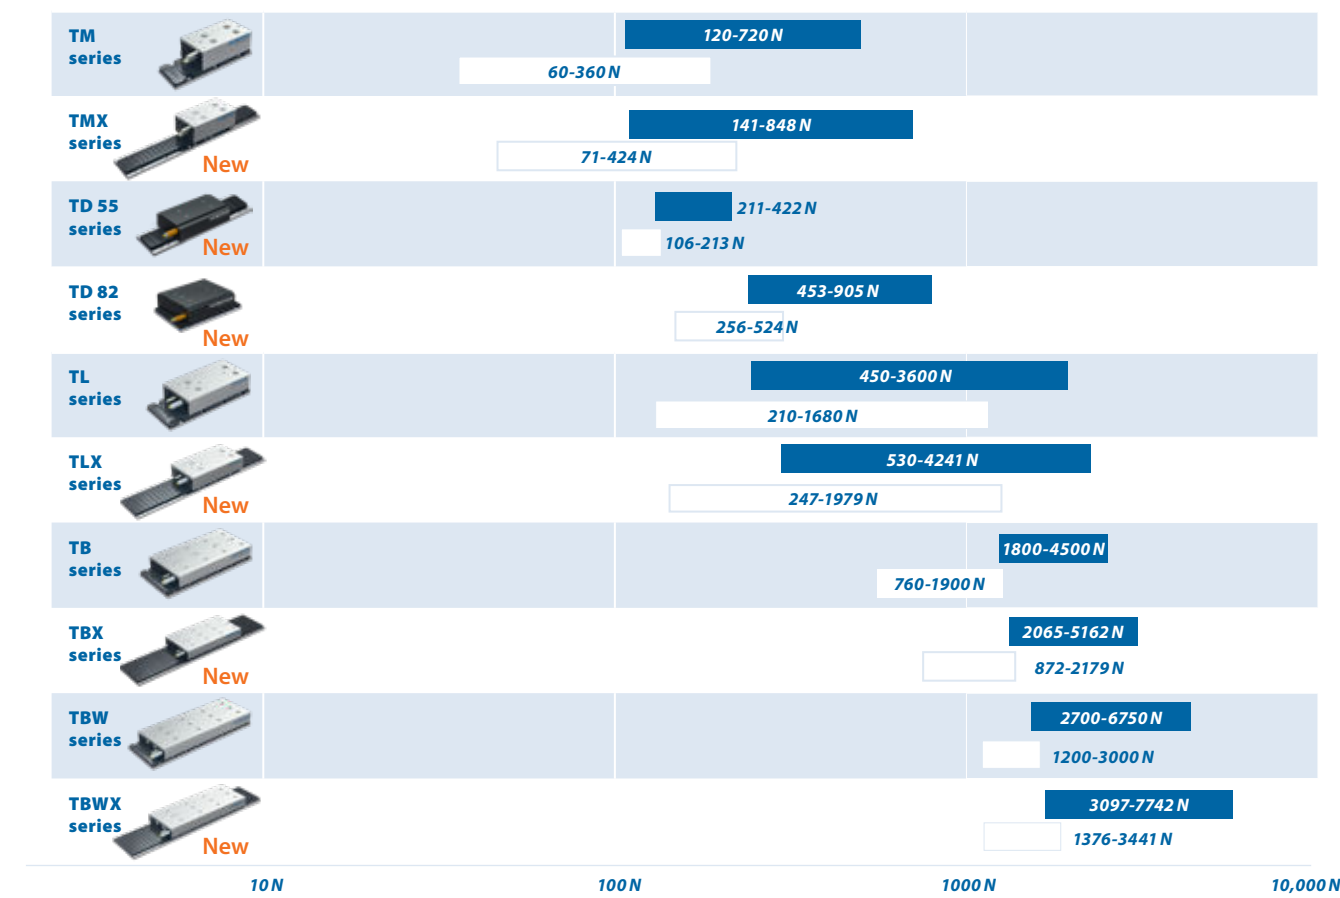 TM
series
120-720 N
60-360 N
TMX
series
New
141-848 N
71-424 N
TD 55
series
New
211-422 N
106-213 N
TD 82
series
New
453-905 N
256-524 N
TL
series
450-3600 N
210-1680 N
TLX
series
New
530-4241 N
247-1979 N
TB
series
1800-4500 N
760-1900 N
TBX
series
New
2065-5162 N
872-2179 N
TBW
series
2700-6750 N
1200-3000 N
TBWX
series
New
3097-7742 N
1376-3441 N
10 N 100 N 1000 N 10,000 N